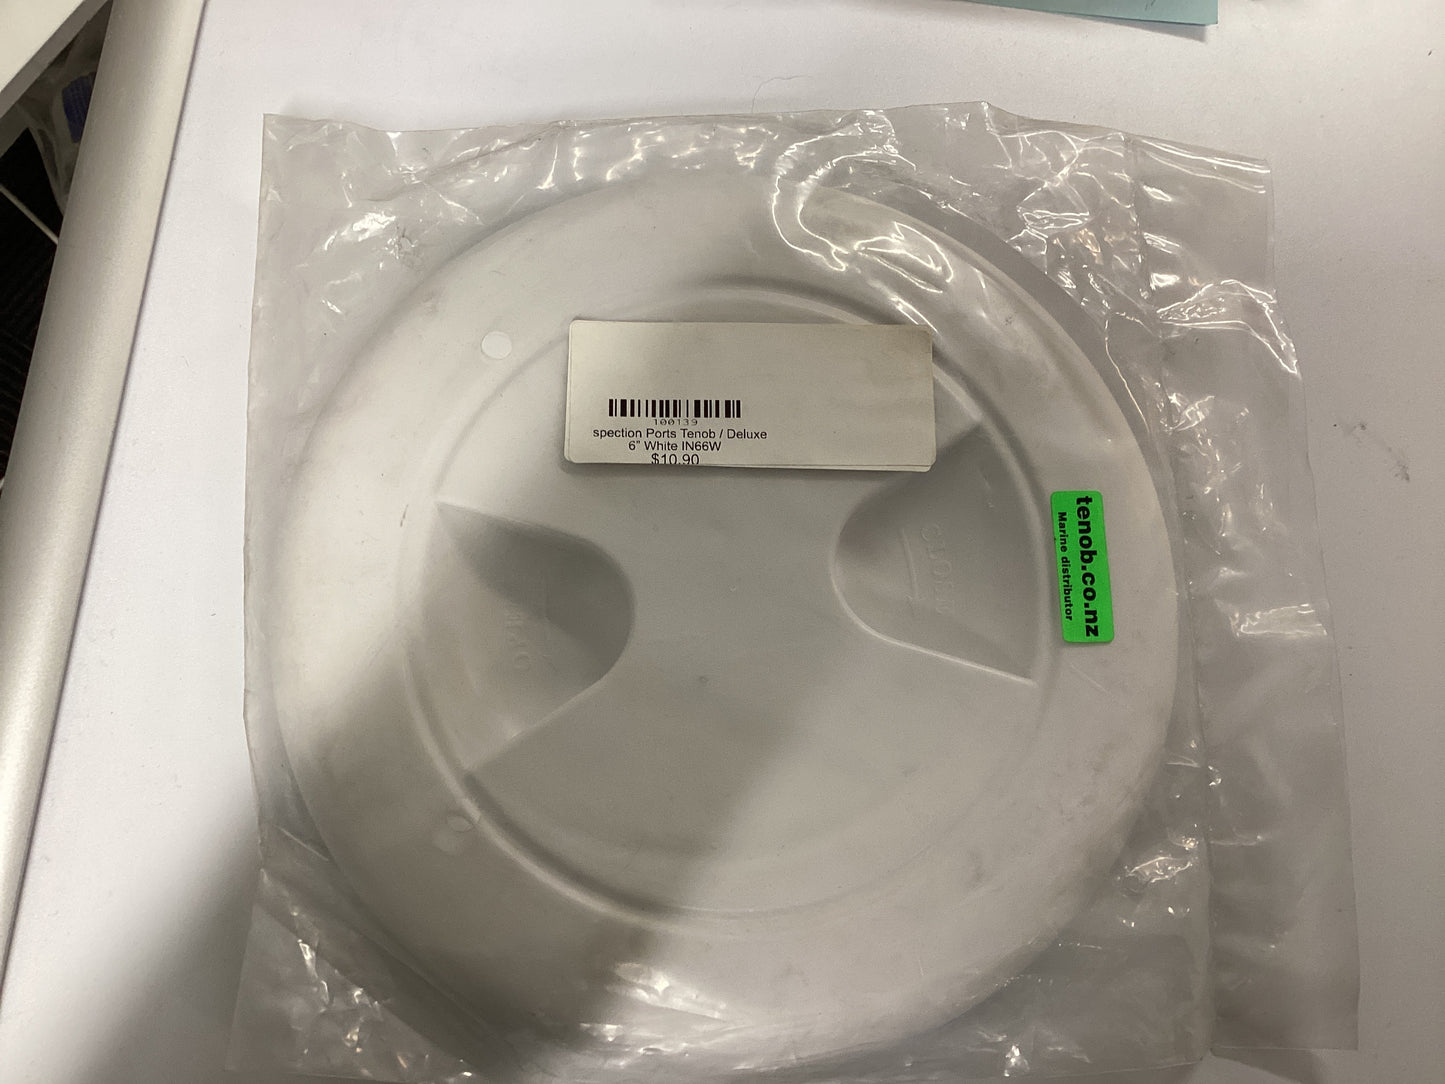 100139
spection Ports Tenob / Deluxe
6" White IN66W
$10.90
tenob.co.nz
Marine distributor